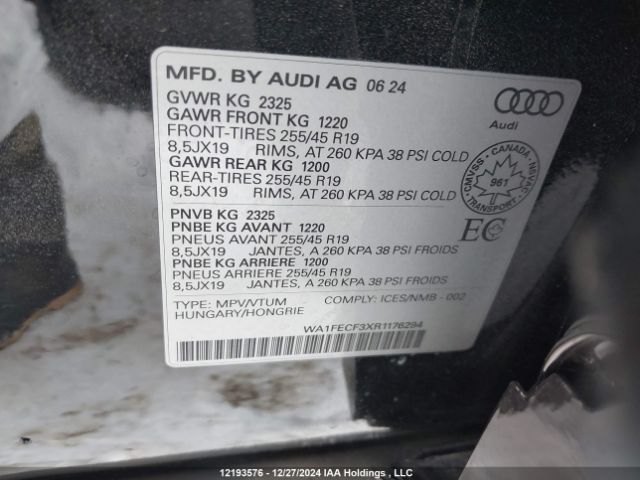 MFD. BY AUDI AG 06 24
GVWR KG 2325
GAWR FRONT KG 1220
FRONT-TIRES 255/45 R19
8,5JX19 RIMS, AT 260 KPA 38 PSI COLD
GAWR REAR KG 1200
REAR-TIRES 255/45 R19
8,5JX19 RIMS, AT 260 KPA 38 PSI COLD
PNVB KG 2325
PNBE KG AVANT 1220
PNEUS AVANT 255/45 R19
8,5JX19 JANTES, A 260 KPA 38 PSI FROIDS
PNBE KG ARRIERE 1200
PNEUS ARRIERE 255/45 R19
8,5JX19 JANTES, A 260 KPA 38 PSI FROIDS
TYPE: MPV/VTUM COMPLY: ICES/NMB - 002
HUNGARY/HONGRIE
WA1FECF3XR1176294
Audi
CMVSS - CANADA - NSVAC
961
TRANSPORT
EC
12193576 - 12/27/2024 IAA Holdings , LLC